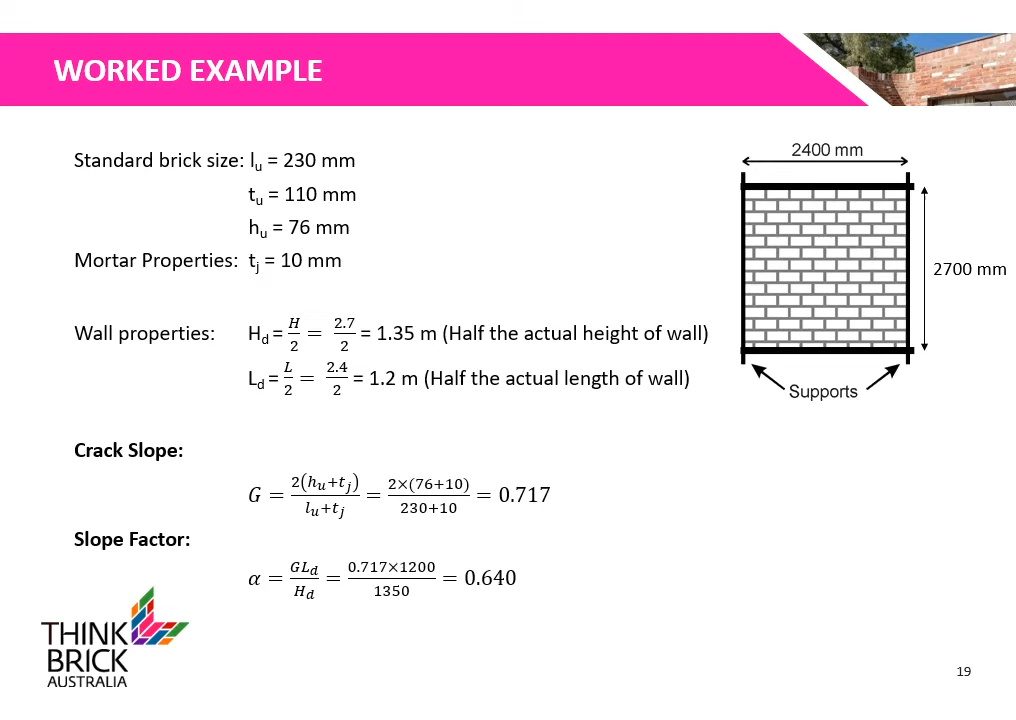 WORKED EXAMPLE
Standard brick size: lᵤ = 230 mm
tᵤ = 110 mm
hᵤ = 76 mm
Mortar Properties: tⱼ = 10 mm
Wall properties: H_d = H/2 = 2.7/2 = 1.35 m (Half the actual height of wall)
L_d = L/2 = 2.4/2 = 1.2 m (Half the actual length of wall)
2400 mm
2700 mm
Supports
Crack Slope:
G = 2(hᵤ+tⱼ)/lᵤ+tⱼ = 2×(76+10)/230+10 = 0.717
Slope Factor:
α = GL_d/H_d = 0.717×1200/1350 = 0.640
THINK
BRICK
AUSTRALIA
19